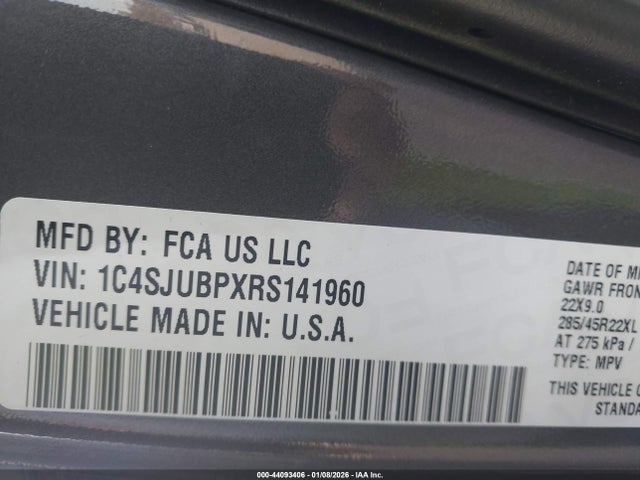 MFD BY: FCA US LLC
VIN: 1C4SJUBPXRS141960
VEHICLE MADE IN: U.S.A.
DATE OF M
GAWR FRON
22X9.0
285/45R22XL
AT 275 kPa /
TYPE: MPV
THIS VEHICLE C
STANDA
000-44093406 - 01/08/2026 - IAA Inc.